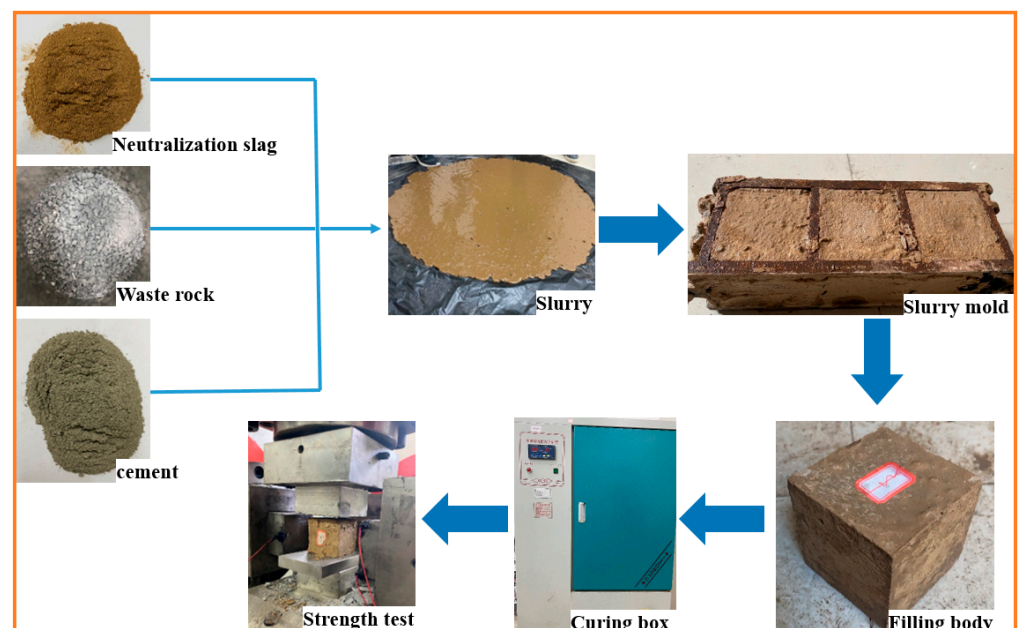 Neutralization slag
Waste rock
cement
Slurry
Slurry mold
Strength test
Curing box
Filling body